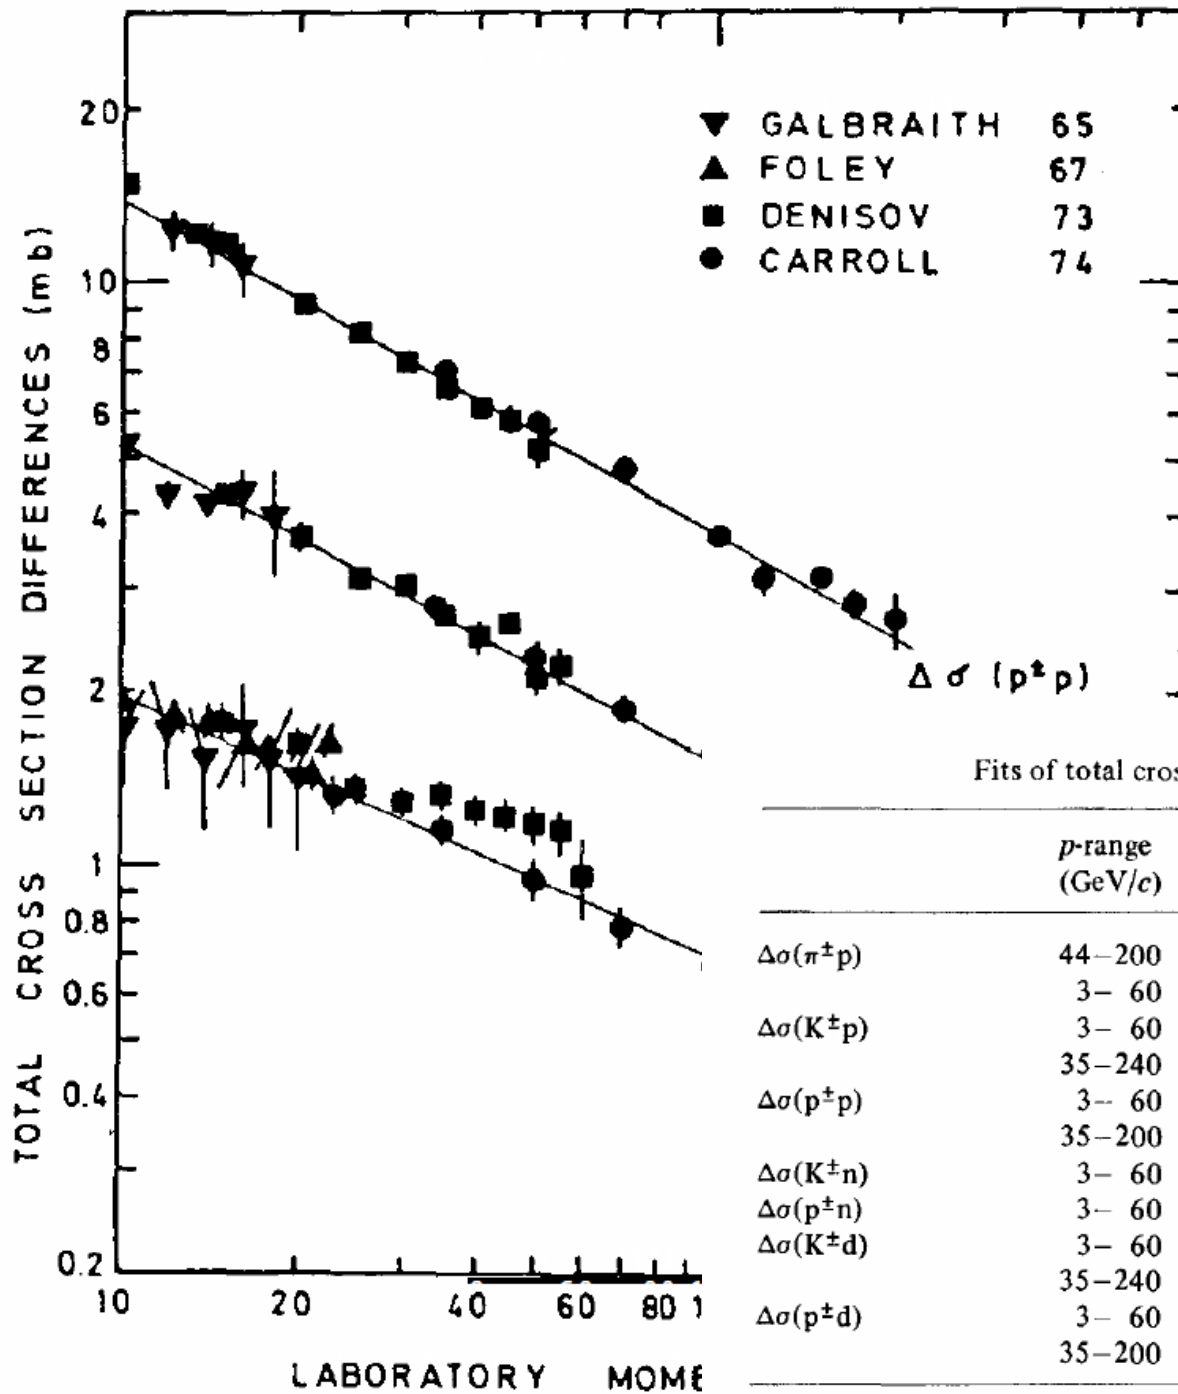 TOTAL CROSS SECTION DIFFERENCES (mb)
20
10
8
6
4
2
1
0.8
0.6
0.4
0.2
▼ GALBRAITH 65
▲ FOLEY 67
■ DENISOV 73
● CARROLL 74
Δ σ (p±p)
10 20 40 60 80 1
LABORATORY MOME
Fits of total cros
p-range
(GeV/c)
Δσ(π±p) 44–200
3– 60
Δσ(K±p) 3– 60
35–240
Δσ(p±p) 3– 60
35–200
Δσ(K±n) 3– 60
Δσ(p±n) 3– 60
Δσ(K±d) 3– 60
35–240
Δσ(p±d) 3– 60
35–200